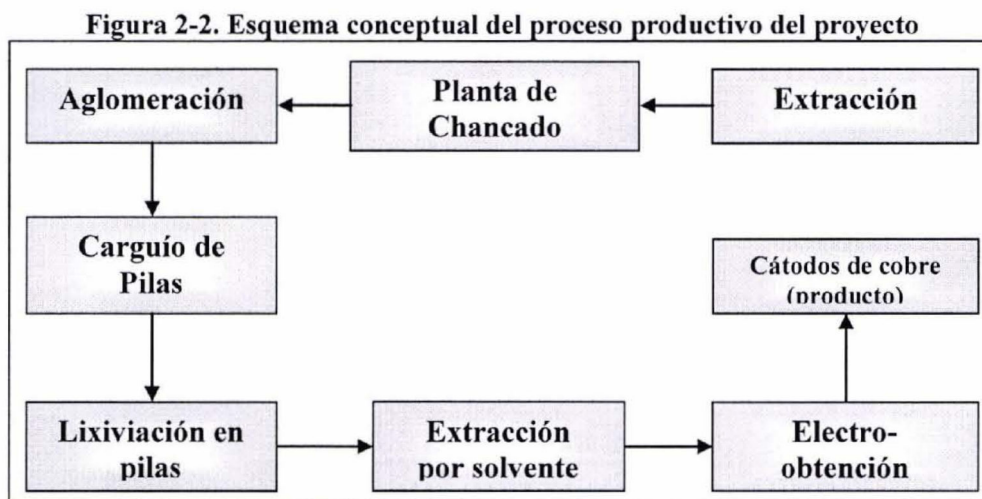 Figura 2-2. Esquema conceptual del proceso productivo del proyecto
Aglomeración
Planta de
Chancado
Extracción
Carguío de
Pilas
Cátodos de cobre
(producto)
Lixiviación en
pilas
Extracción
por solvente
Electro-
obtención